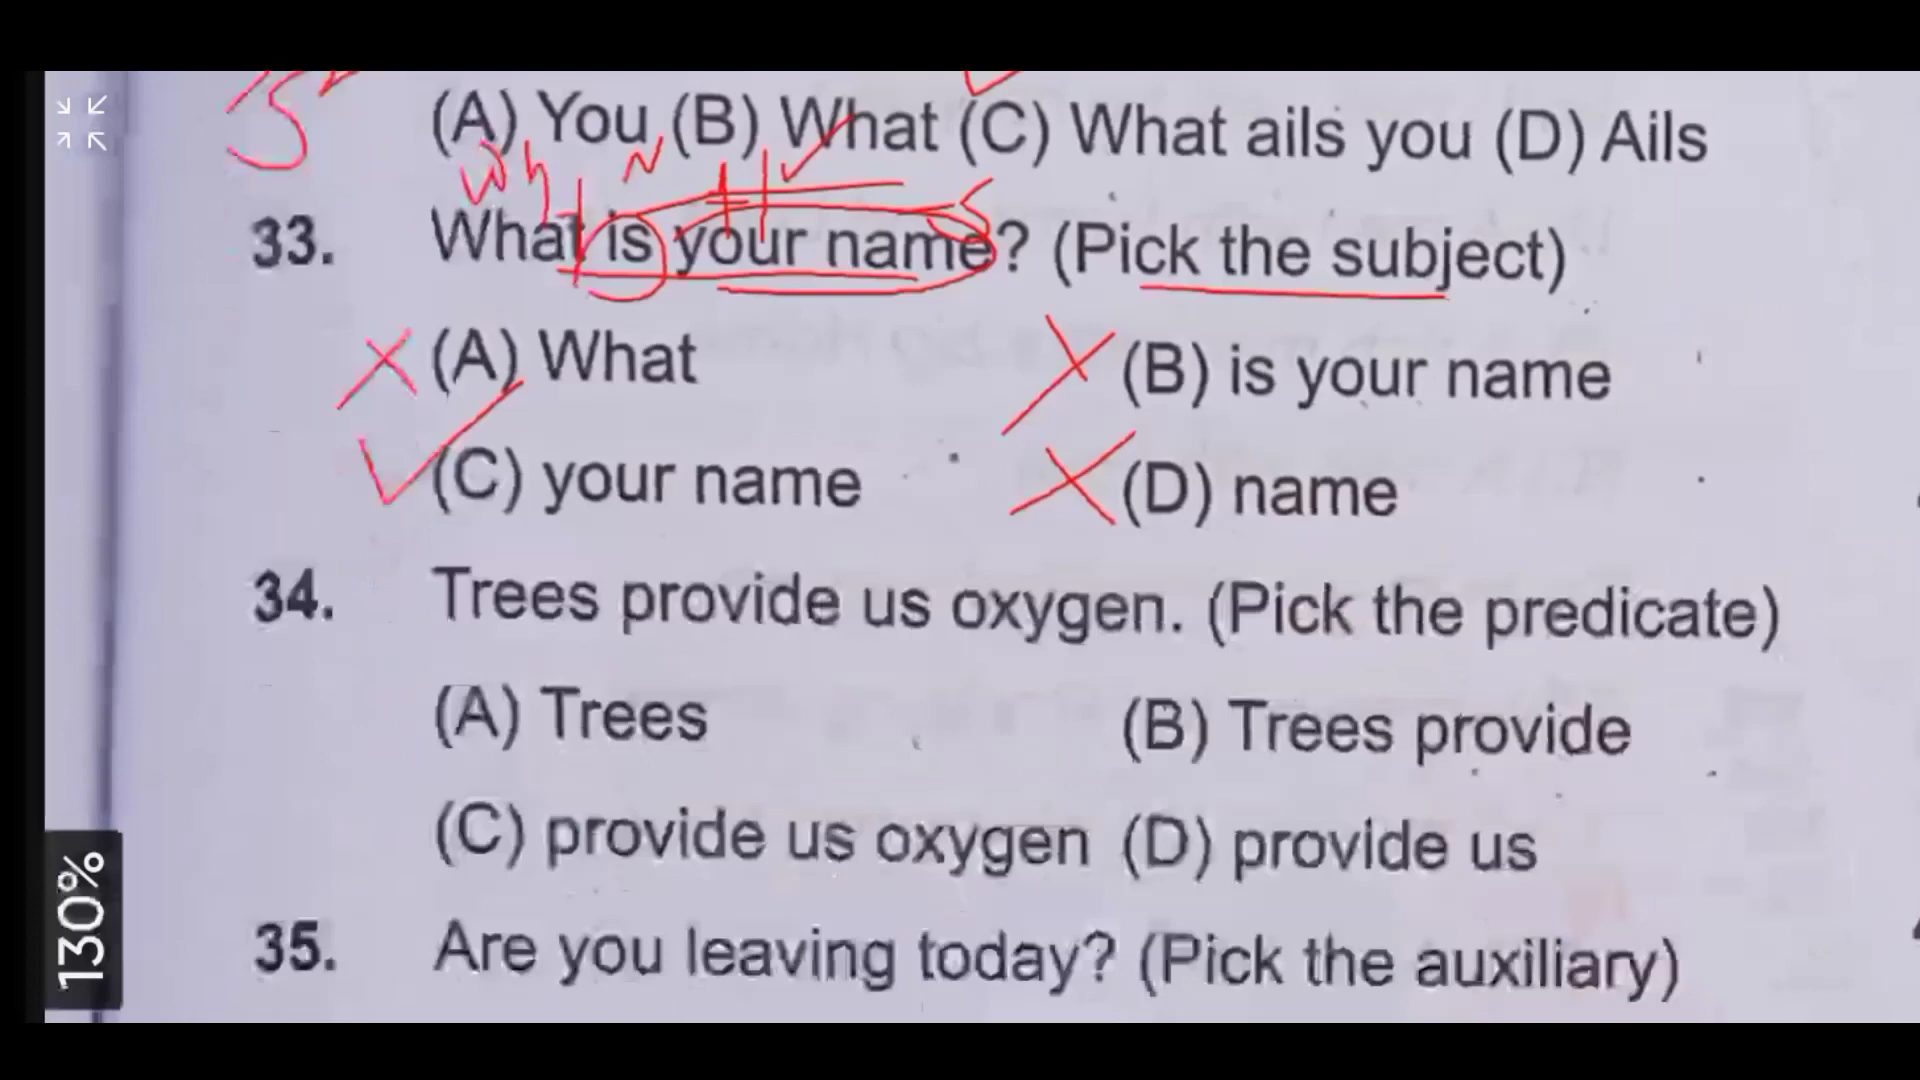 (A) You (B) What (C) What ails you (D) Ails
Wh N H
33. What is your name? (Pick the subject)
(A) What (B) is your name
(C) your name (D) name
34. Trees provide us oxygen. (Pick the predicate)
(A) Trees (B) Trees provide
(C) provide us oxygen (D) provide us
35. Are you leaving today? (Pick the auxiliary)
130%